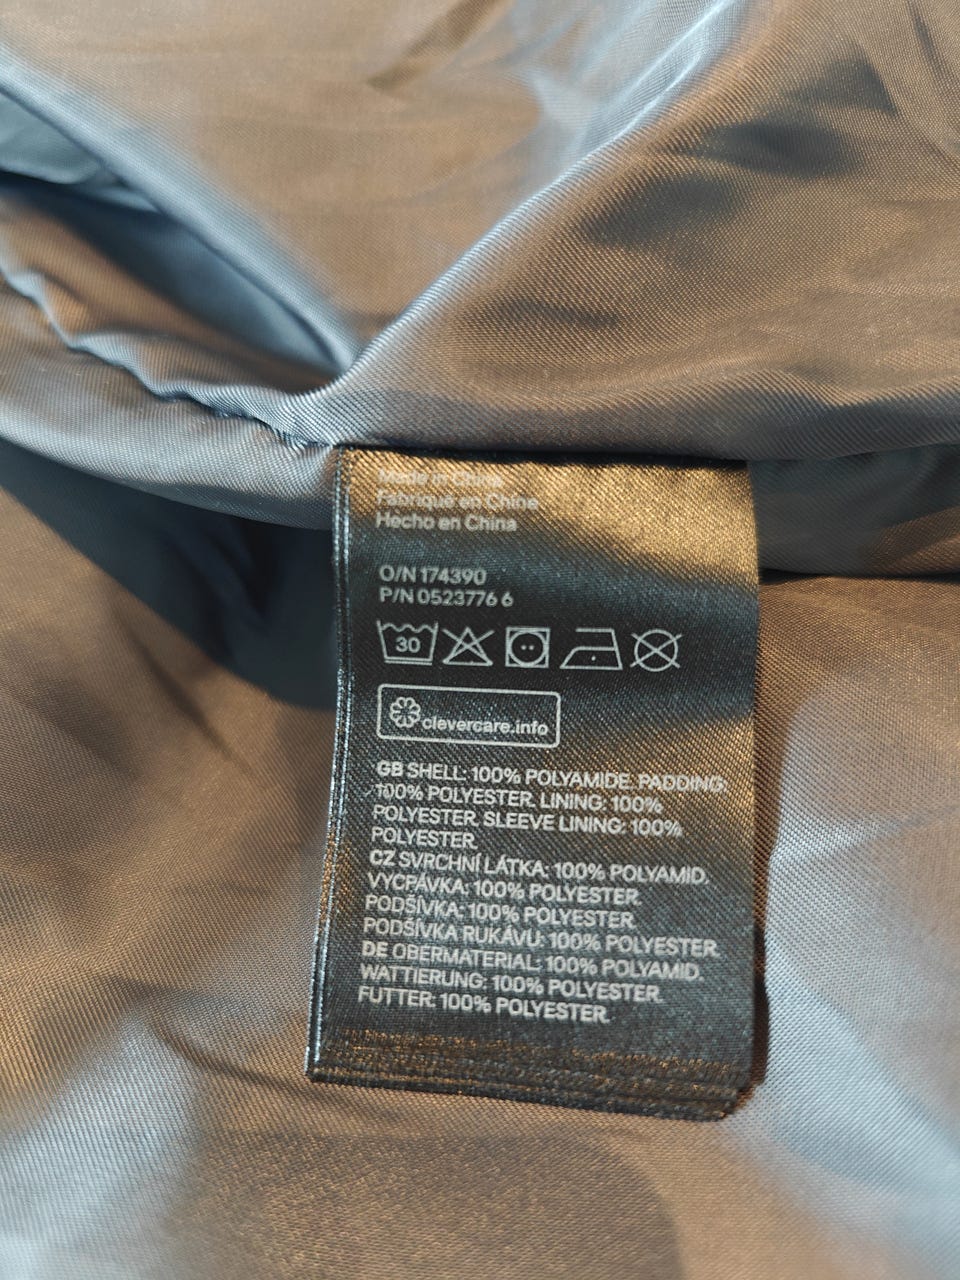 Made in China
Fabriqué en Chine
Hecho en China
O/N 174390
P/N 0523776 6
30
clevercare.info
GB SHELL: 100% POLYAMIDE. PADDING:
100% POLYESTER. LINING: 100%
POLYESTER. SLEEVE LINING: 100%
POLYESTER.
CZ SVRCHNÍ LÁTKA: 100% POLYAMID.
VYCPÁVKA: 100% POLYESTER.
PODŠÍVKA: 100% POLYESTER.
PODŠÍVKA RUKÁVU: 100% POLYESTER.
DE OBERMATERIAL: 100% POLYAMID.
WATTIERUNG: 100% POLYESTER.
FUTTER: 100% POLYESTER.